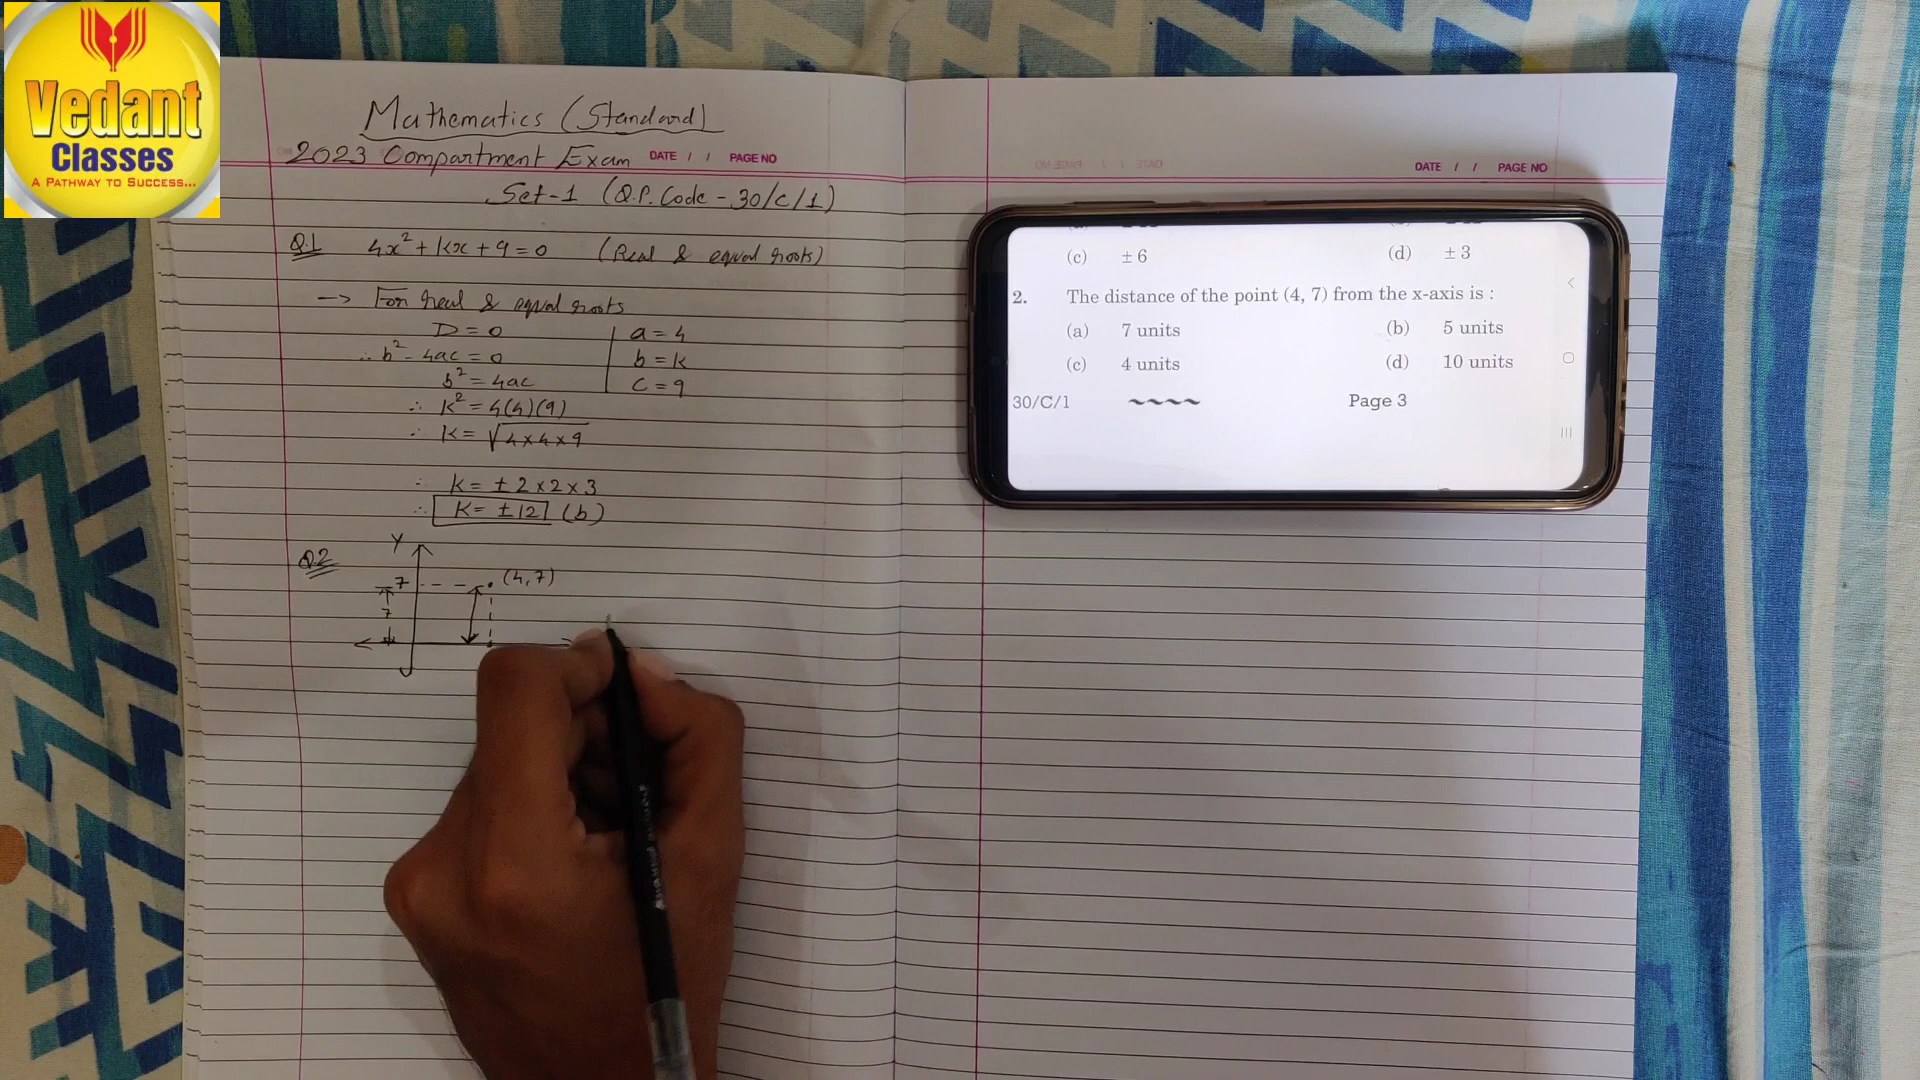 Vedant
Classes
A PATHWAY TO SUCCESS...
Mathematics (Standard)
2023 Compartment Exam
DATE / / PAGE NO
Set-1 (Q.P. Code - 30/C/1)
Q.1 4x² + kx + 9 = 0 (Real & equal roots)
→ For real & equal roots
D = 0
∴ b² - 4ac = 0
b² = 4ac
∴ K² = 4(4)(9)
∴ K = √4×4×9
∴ K = ± 2×2×3
∴ K = ±12 (b)
a = 4
b = k
c = 9
Q2
Y
7
(4,7)
7
DATE / / PAGE NO
(c) ± 6
(d) ± 3
2. The distance of the point (4, 7) from the x-axis is :
(a) 7 units
(b) 5 units
(c) 4 units
(d) 10 units
30/C/1
Page 3